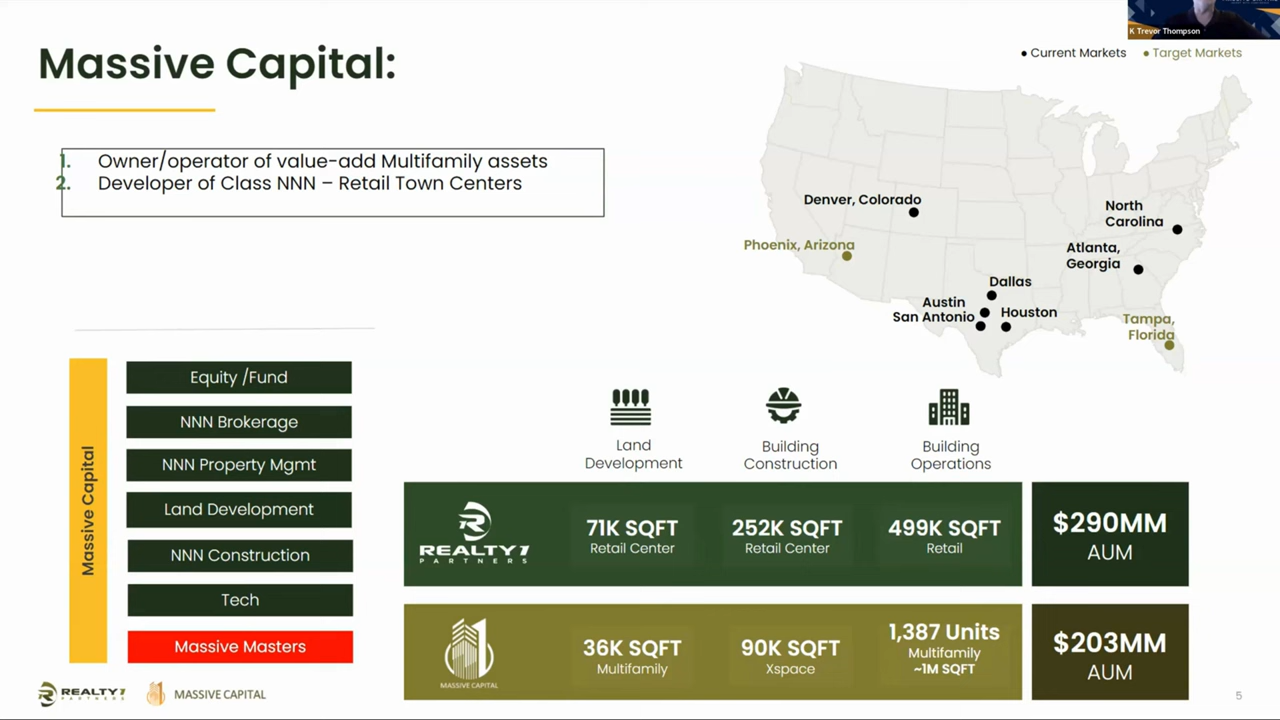 K Trevor Thompson
Massive Capital:
• Current Markets • Target Markets
1. Owner/operator of value-add Multifamily assets
2. Developer of Class NNN – Retail Town Centers
Denver, Colorado
North
Carolina
Phoenix, Arizona
Atlanta,
Georgia
Dallas
Austin
San Antonio
Houston
Tampa,
Florida
Massive Capital
Equity /Fund
NNN Brokerage
NNN Property Mgmt
Land Development
NNN Construction
Tech
Massive Masters
Land
Development
Building
Construction
Building
Operations
REALTY1
PARTNERS
71K SQFT
Retail Center
252K SQFT
Retail Center
499K SQFT
Retail
$290MM
AUM
MASSIVE CAPITAL
36K SQFT
Multifamily
90K SQFT
Xspace
1,387 Units
Multifamily
~1M SQFT
$203MM
AUM
REALTY1
PARTNERS
MASSIVE CAPITAL
5